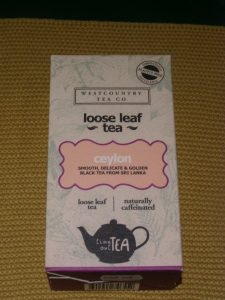 WESTCOUNTRY
TEA CO.
loose leaf
tea
ceylon
SMOOTH, DELICATE & GOLDEN
BLACK TEA FROM SRI LANKA
loose leaf
tea
naturally
caffeinated
time
out TEA